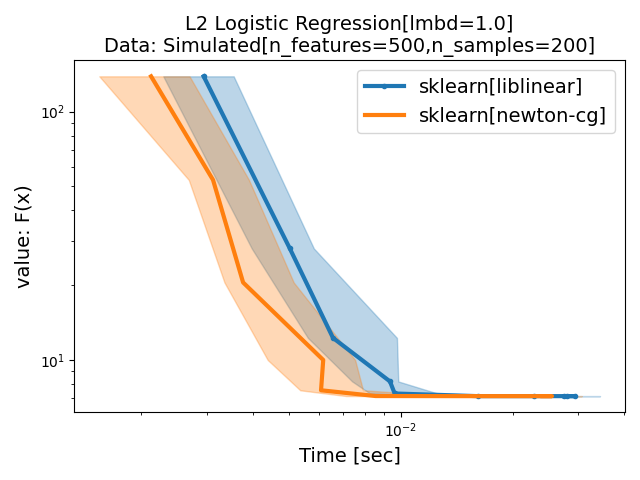 L2 Logistic Regression[lmbd=1.0]
Data: Simulated[n_features=500,n_samples=200]
sklearn[liblinear]
sklearn[newton-cg]
value: F(x)
10²
10¹
10⁻²
Time [sec]